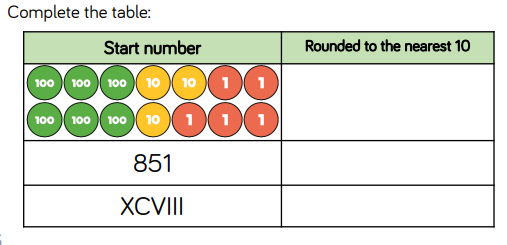 Complete the table:
Start number Rounded to the nearest 10
100 100 100 10 10 1 1
100 100 100 10 1 1 1
851
XCVIII